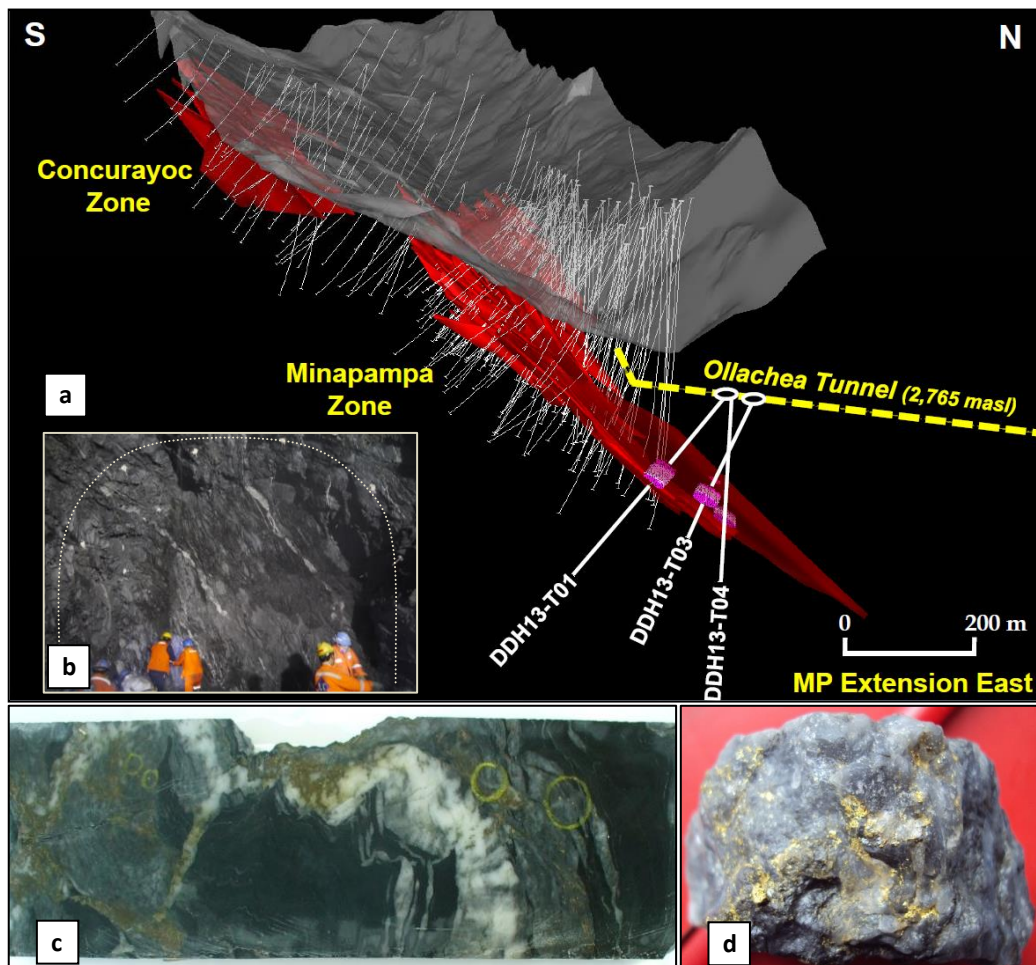 S
N
Concurayoc
Zone
Minapampa
Zone
Ollachea Tunnel (2,765 masl)
a
b
DDH13-T01
DDH13-T03
DDH13-T04
0 200 m
MP Extension East
c
d